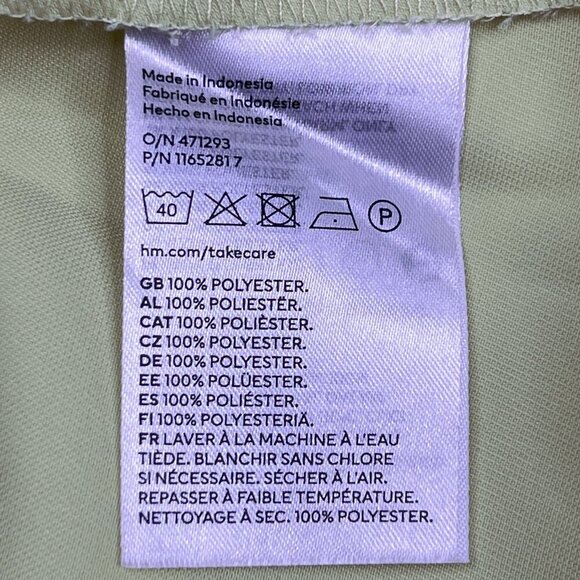 Made in Indonesia
Fabriqué en Indonésie
Hecho en Indonesia
O/N 471293
P/N 1165281 7
40
P
hm.com/takecare
GB 100% POLYESTER.
AL 100% POLIESTËR.
CAT 100% POLIÈSTER.
CZ 100% POLYESTER.
DE 100% POLYESTER.
EE 100% POLÜESTER.
ES 100% POLIÉSTER.
FI 100% POLYESTERIÄ.
FR LAVER À LA MACHINE À L'EAU
TIÈDE. BLANCHIR SANS CHLORE
SI NÉCESSAIRE. SÉCHER À L'AIR.
REPASSER À FAIBLE TEMPÉRATURE.
NETTOYAGE À SEC. 100% POLYESTER.